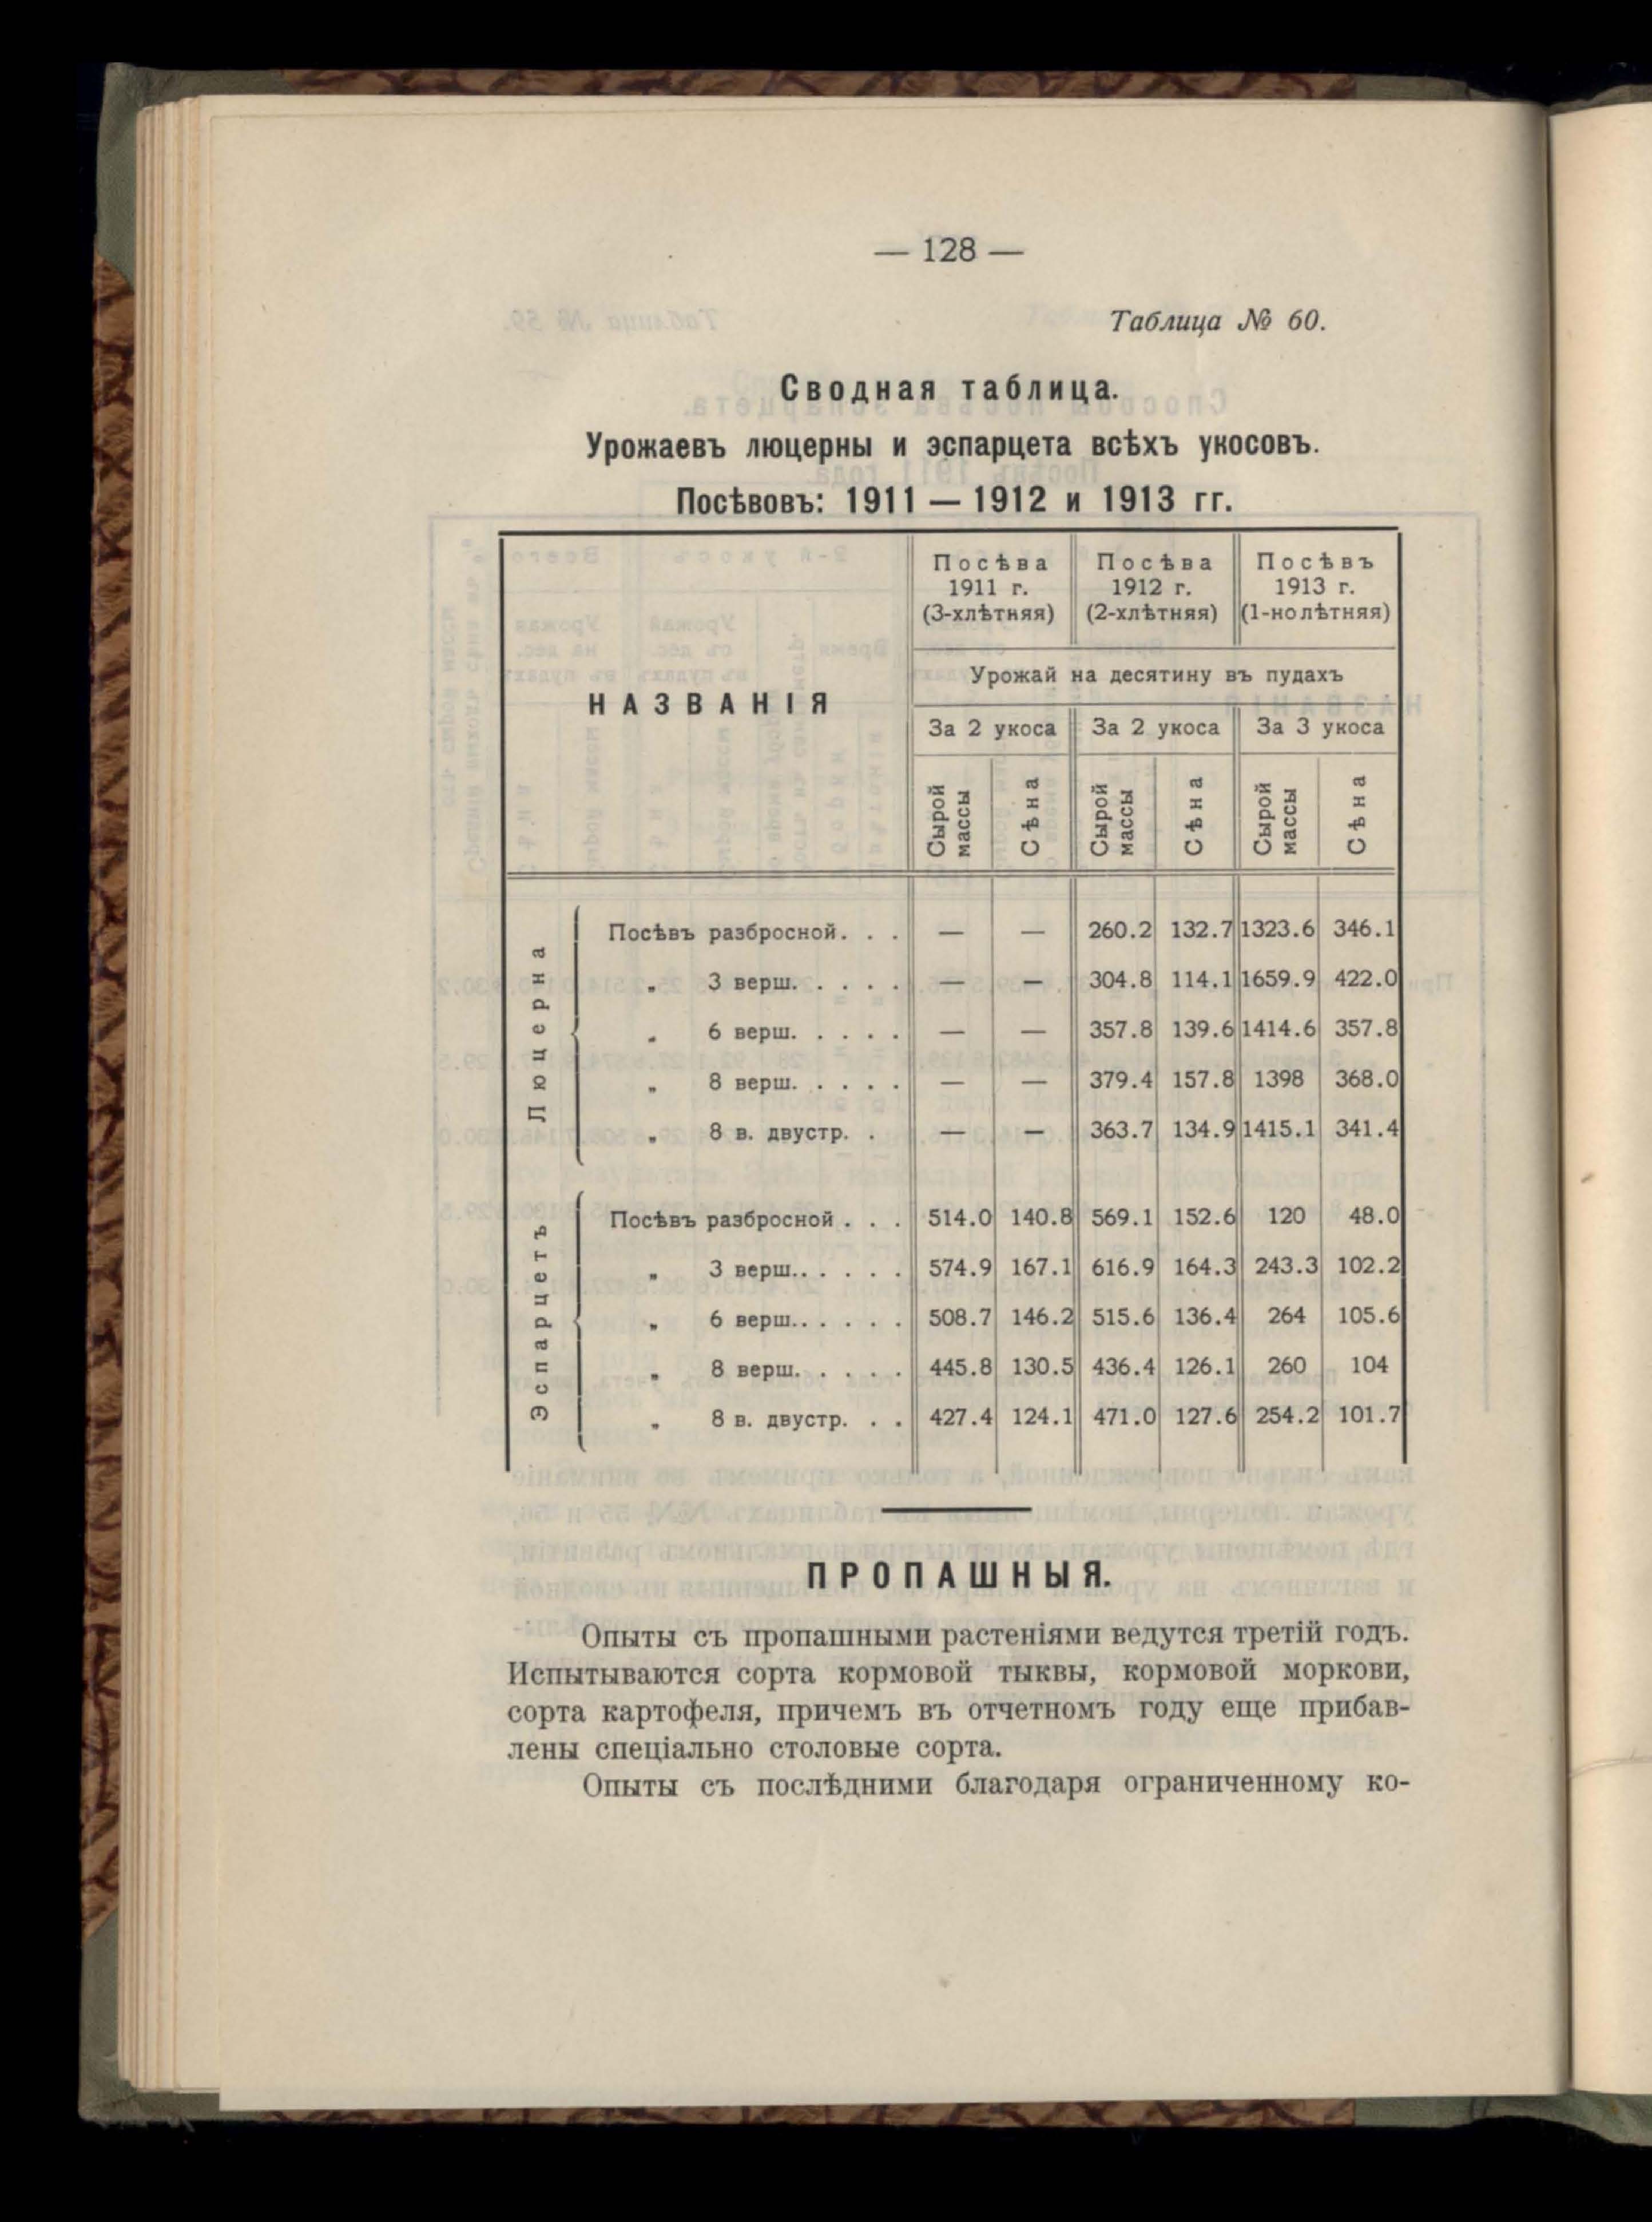 — 128 —
Таблица № 60.
Сводная таблица.
Урожаевъ люцерны и эспарцета всѣхъ укосовъ.
Посѣвовъ: 1911 — 1912 и 1913 гг.
НАЗВАНІЯ
Посѣва 1911 г. (3-хлѣтняя) Посѣва 1912 г. (2-хлѣтняя) Посѣвъ 1913 г. (1-нолѣтняя)
Урожай на десятину въ пудахъ
За 2 укоса За 2 укоса За 3 укоса
Сырой массы Сѣна Сырой массы Сѣна Сырой массы Сѣна
Люцерна
Посѣвъ разбросной. . . — — 260.2 132.7 1323.6 346.1
„ 3 верш. . . . . — — 304.8 114.1 1659.9 422.0
„ 6 верш. . . . . — — 357.8 139.6 1414.6 357.8
„ 8 верш. . . . . — — 379.4 157.8 1398 368.0
„ 8 в. двустр. . — — 363.7 134.9 1415.1 341.4
Эспарцетъ
Посѣвъ разбросной . . . 514.0 140.8 569.1 152.6 120 48.0
„ 3 верш.. . . . . 574.9 167.1 616.9 164.3 243.3 102.2
„ 6 верш.. . . . . 508.7 146.2 515.6 136.4 264 105.6
„ 8 верш. . . . . 445.8 130.5 436.4 126.1 260 104
„ 8 в. двустр. . . 427.4 124.1 471.0 127.6 254.2 101.7
ПРОПАШНЫЯ.
Опыты съ пропашными растеніями ведутся третій годъ.
Испытываются сорта кормовой тыквы, кормовой моркови,
сорта картофеля, причемъ въ отчетномъ году еще прибав-
лены спеціально столовые сорта.
Опыты съ послѣдними благодаря ограниченному ко-